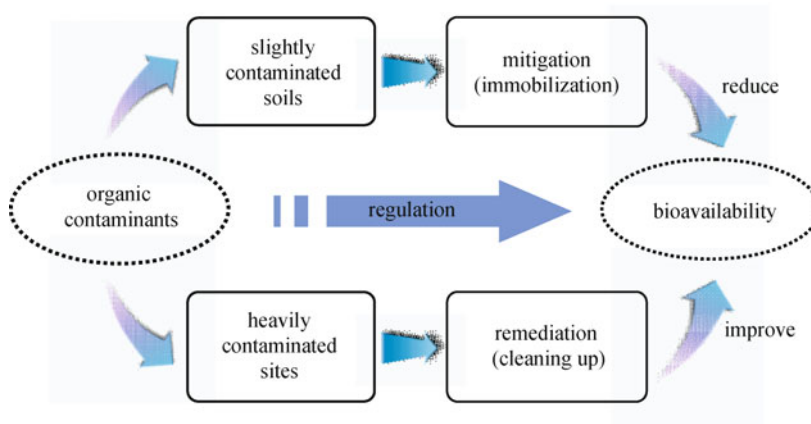 slightly
contaminated
soils
mitigation
(immobilization)
reduce
organic
contaminants
regulation
bioavailability
heavily
contaminated
sites
remediation
(cleaning up)
improve